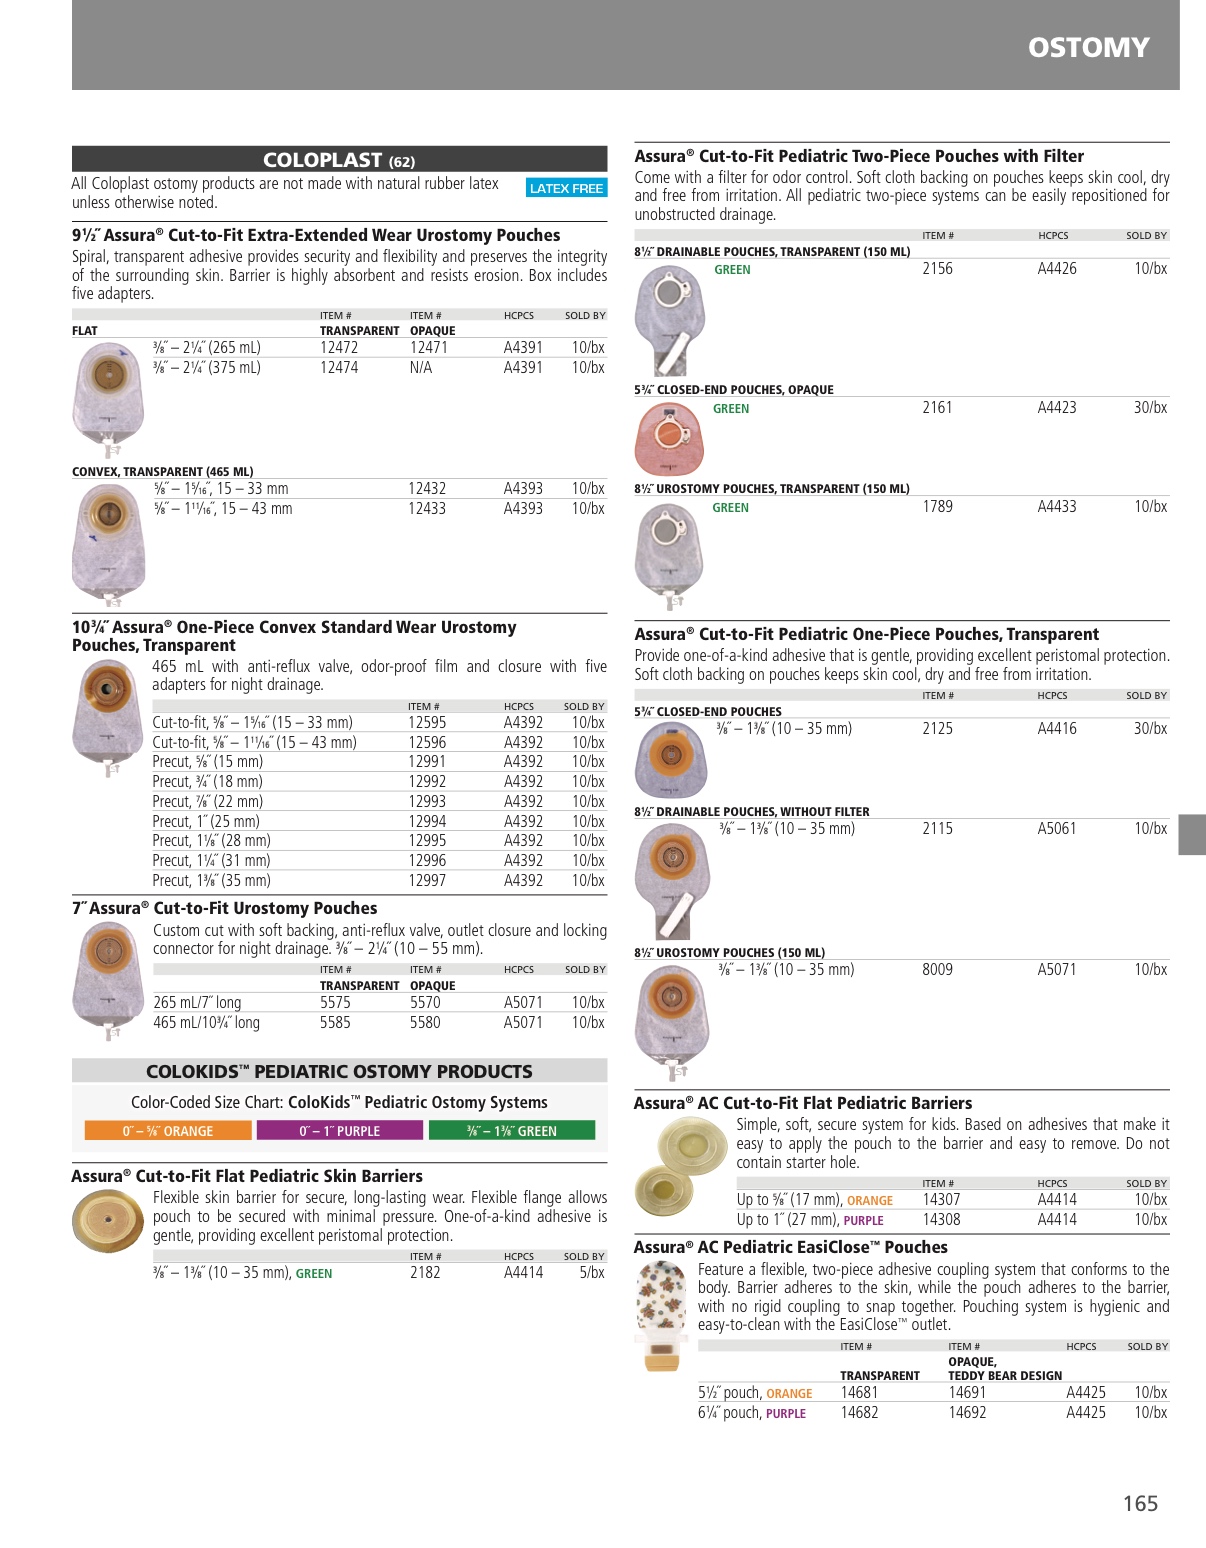 OSTOMY
COLOPLAST (62)
All Coloplast ostomy products are not made with natural rubber latex
unless otherwise noted.
LATEX FREE
9½˝ Assura® Cut-to-Fit Extra-Extended Wear Urostomy Pouches
Spiral, transparent adhesive provides security and flexibility and preserves the integrity
of the surrounding skin. Barrier is highly absorbent and resists erosion. Box includes
five adapters.
ITEM # ITEM # HCPCS SOLD BY
FLAT TRANSPARENT OPAQUE
⅜˝ – 2¼˝ (265 mL) 12472 12471 A4391 10/bx
⅜˝ – 2¼˝ (375 mL) 12474 N/A A4391 10/bx
CONVEX, TRANSPARENT (465 ML)
⅝˝ – 1⁵⁄₁₆˝, 15 – 33 mm 12432 A4393 10/bx
⅝˝ – 1¹¹⁄₁₆˝, 15 – 43 mm 12433 A4393 10/bx
10¾˝ Assura® One-Piece Convex Standard Wear Urostomy
Pouches, Transparent
465 mL with anti-reflux valve, odor-proof film and closure with five
adapters for night drainage.
ITEM # HCPCS SOLD BY
Cut-to-fit, ⅝˝ – 1⁵⁄₁₆˝ (15 – 33 mm) 12595 A4392 10/bx
Cut-to-fit, ⅝˝ – 1¹¹⁄₁₆˝ (15 – 43 mm) 12596 A4392 10/bx
Precut, ⅝˝ (15 mm) 12991 A4392 10/bx
Precut, ¾˝ (18 mm) 12992 A4392 10/bx
Precut, ⅞˝ (22 mm) 12993 A4392 10/bx
Precut, 1˝ (25 mm) 12994 A4392 10/bx
Precut, 1⅛˝ (28 mm) 12995 A4392 10/bx
Precut, 1¼˝ (31 mm) 12996 A4392 10/bx
Precut, 1⅜˝ (35 mm) 12997 A4392 10/bx
7˝ Assura® Cut-to-Fit Urostomy Pouches
Custom cut with soft backing, anti-reflux valve, outlet closure and locking
connector for night drainage. ⅜˝ – 2¼˝ (10 – 55 mm).
ITEM # ITEM # HCPCS SOLD BY
TRANSPARENT OPAQUE
265 mL/7˝ long 5575 5570 A5071 10/bx
465 mL/10¾˝ long 5585 5580 A5071 10/bx
COLOKIDS™ PEDIATRIC OSTOMY PRODUCTS
Color-Coded Size Chart: ColoKids™ Pediatric Ostomy Systems
0˝ – ⅝˝ ORANGE 0˝ – 1˝ PURPLE ⅜˝ – 1⅜˝ GREEN
Assura® Cut-to-Fit Flat Pediatric Skin Barriers
Flexible skin barrier for secure, long-lasting wear. Flexible flange allows
pouch to be secured with minimal pressure. One-of-a-kind adhesive is
gentle, providing excellent peristomal protection.
ITEM # HCPCS SOLD BY
⅜˝ – 1⅜˝ (10 – 35 mm), GREEN 2182 A4414 5/bx
Assura® Cut-to-Fit Pediatric Two-Piece Pouches with Filter
Come with a filter for odor control. Soft cloth backing on pouches keeps skin cool, dry
and free from irritation. All pediatric two-piece systems can be easily repositioned for
unobstructed drainage.
ITEM # HCPCS SOLD BY
8½˝ DRAINABLE POUCHES, TRANSPARENT (150 ML)
GREEN 2156 A4426 10/bx
5¾˝ CLOSED-END POUCHES, OPAQUE
GREEN 2161 A4423 30/bx
8½˝ UROSTOMY POUCHES, TRANSPARENT (150 ML)
GREEN 1789 A4433 10/bx
Assura® Cut-to-Fit Pediatric One-Piece Pouches, Transparent
Provide one-of-a-kind adhesive that is gentle, providing excellent peristomal protection.
Soft cloth backing on pouches keeps skin cool, dry and free from irritation.
ITEM # HCPCS SOLD BY
5¾˝ CLOSED-END POUCHES
⅜˝ – 1⅜˝ (10 – 35 mm) 2125 A4416 30/bx
8½˝ DRAINABLE POUCHES, WITHOUT FILTER
⅜˝ – 1⅜˝ (10 – 35 mm) 2115 A5061 10/bx
8½˝ UROSTOMY POUCHES (150 ML)
⅜˝ – 1⅜˝ (10 – 35 mm) 8009 A5071 10/bx
Assura® AC Cut-to-Fit Flat Pediatric Barriers
Simple, soft, secure system for kids. Based on adhesives that make it
easy to apply the pouch to the barrier and easy to remove. Do not
contain starter hole.
ITEM # HCPCS SOLD BY
Up to ⅝˝ (17 mm), ORANGE 14307 A4414 10/bx
Up to 1˝ (27 mm), PURPLE 14308 A4414 10/bx
Assura® AC Pediatric EasiClose™ Pouches
Feature a flexible, two-piece adhesive coupling system that conforms to the
body. Barrier adheres to the skin, while the pouch adheres to the barrier,
with no rigid coupling to snap together. Pouching system is hygienic and
easy-to-clean with the EasiClose™ outlet.
ITEM # ITEM # HCPCS SOLD BY
OPAQUE,
TRANSPARENT TEDDY BEAR DESIGN
5½˝ pouch, ORANGE 14681 14691 A4425 10/bx
6¼˝ pouch, PURPLE 14682 14692 A4425 10/bx
165